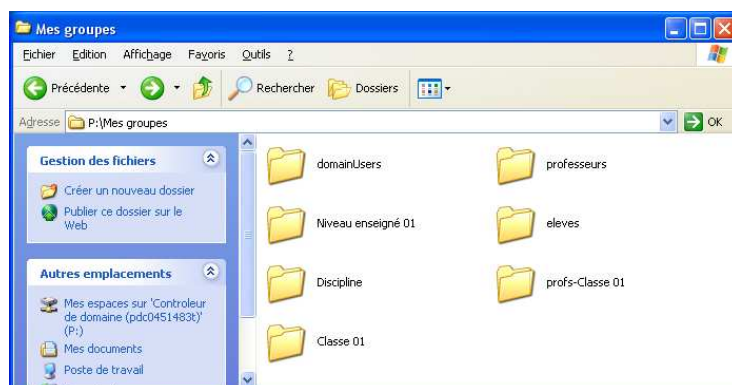 Mes groupes
Fichier Edition Affichage Favoris Outils ?
Précédente Rechercher Dossiers
Adresse P:\Mes groupes OK
Gestion des fichiers
Créer un nouveau dossier
Publier ce dossier sur le
Web
Autres emplacements
Mes espaces sur 'Controleur
de domaine (pdc0451483t)'
(P:)
Mes documents
Poste de travail
domainUsers professeurs
Niveau enseigné 01 eleves
Discipline profs-Classe 01
Classe 01